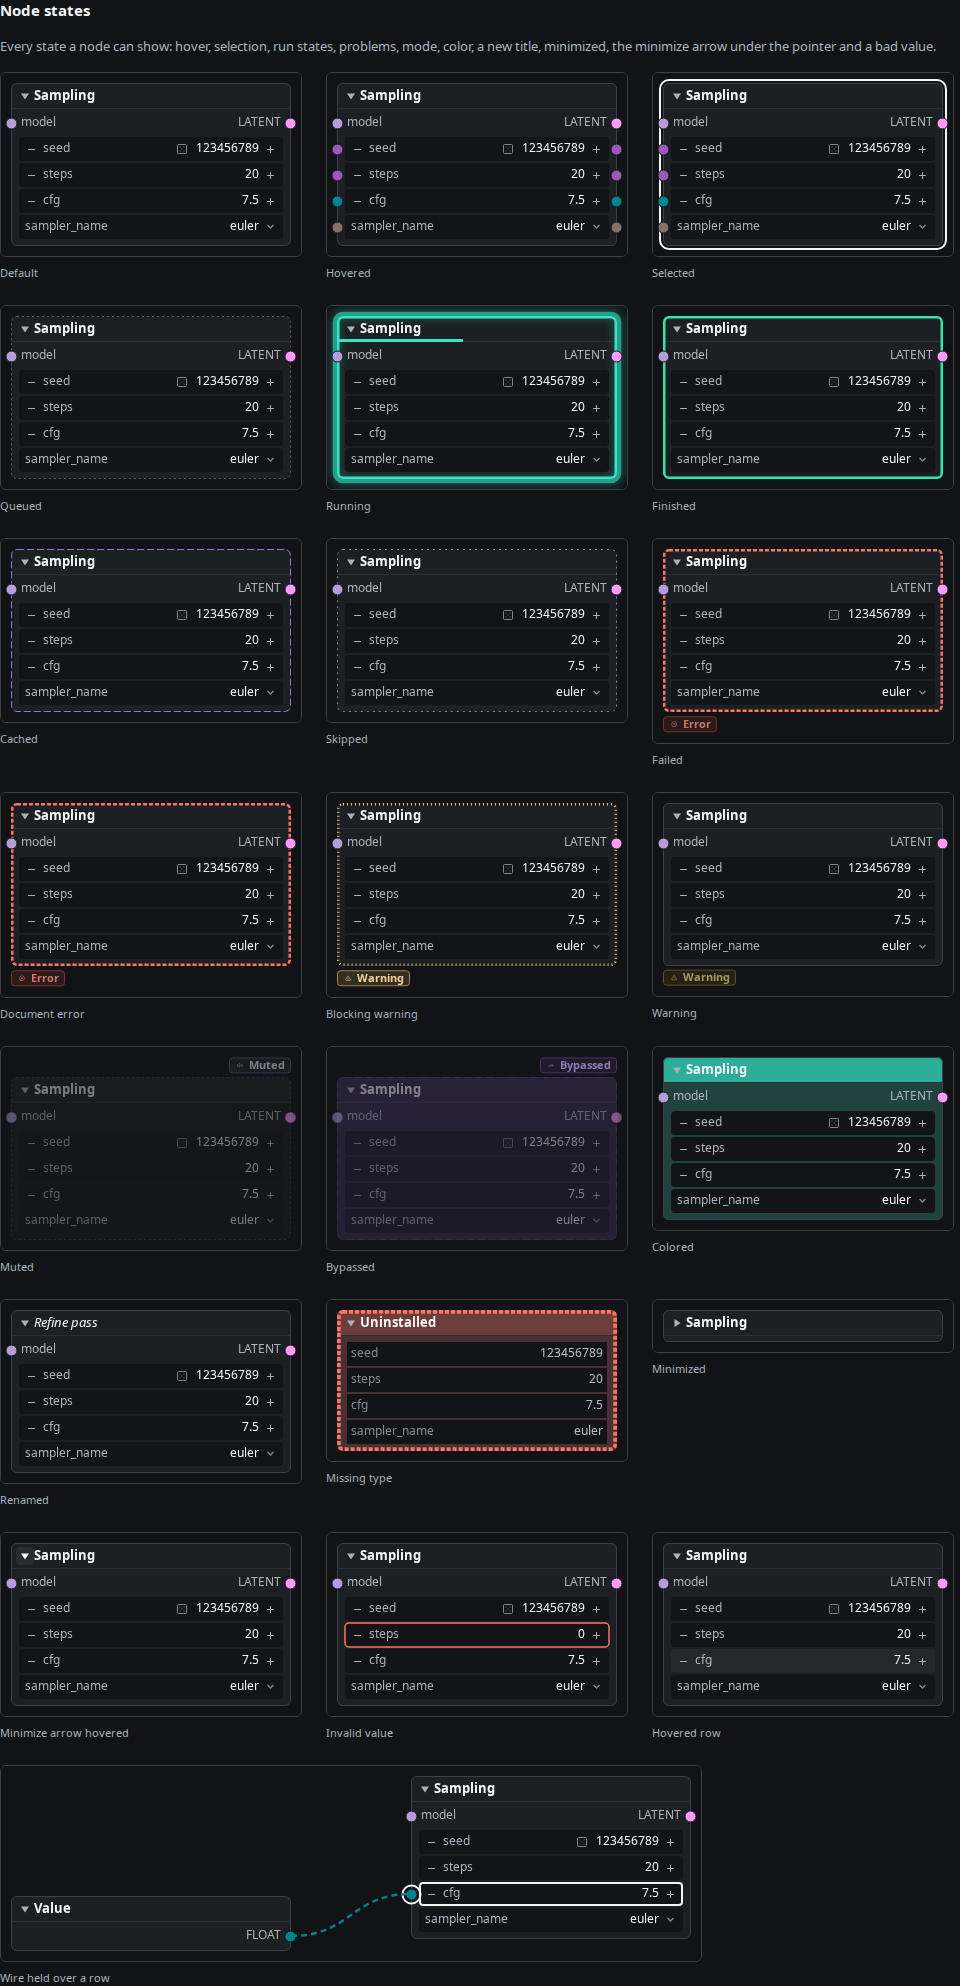 Node states
Every state a node can show: hover, selection, run states, problems, mode, color, a new title, minimized, the minimize arrow under the pointer and a bad value.
Sampling
model LATENT
− seed 123456789 +
− steps 20 +
− cfg 7.5 +
sampler_name euler
Default
Sampling
model LATENT
− seed 123456789 +
− steps 20 +
− cfg 7.5 +
sampler_name euler
Hovered
Sampling
model LATENT
− seed 123456789 +
− steps 20 +
− cfg 7.5 +
sampler_name euler
Selected
Sampling
model LATENT
− seed 123456789 +
− steps 20 +
− cfg 7.5 +
sampler_name euler
Queued
Sampling
model LATENT
− seed 123456789 +
− steps 20 +
− cfg 7.5 +
sampler_name euler
Running
Sampling
model LATENT
− seed 123456789 +
− steps 20 +
− cfg 7.5 +
sampler_name euler
Finished
Sampling
model LATENT
− seed 123456789 +
− steps 20 +
− cfg 7.5 +
sampler_name euler
Cached
Sampling
model LATENT
− seed 123456789 +
− steps 20 +
− cfg 7.5 +
sampler_name euler
Skipped
Sampling
model LATENT
− seed 123456789 +
− steps 20 +
− cfg 7.5 +
sampler_name euler
Error
Failed
Sampling
model LATENT
− seed 123456789 +
− steps 20 +
− cfg 7.5 +
sampler_name euler
Error
Document error
Sampling
model LATENT
− seed 123456789 +
− steps 20 +
− cfg 7.5 +
sampler_name euler
Warning
Blocking warning
Sampling
model LATENT
− seed 123456789 +
− steps 20 +
− cfg 7.5 +
sampler_name euler
Warning
Warning
Muted
Sampling
model LATENT
− seed 123456789 +
− steps 20 +
− cfg 7.5 +
sampler_name euler
Muted
Bypassed
Sampling
model LATENT
− seed 123456789 +
− steps 20 +
− cfg 7.5 +
sampler_name euler
Bypassed
Sampling
model LATENT
− seed 123456789 +
− steps 20 +
− cfg 7.5 +
sampler_name euler
Colored
Refine pass
model LATENT
− seed 123456789 +
− steps 20 +
− cfg 7.5 +
sampler_name euler
Renamed
Uninstalled
seed 123456789
steps 20
cfg 7.5
sampler_name euler
Missing type
Sampling
Minimized
Sampling
model LATENT
− seed 123456789 +
− steps 20 +
− cfg 7.5 +
sampler_name euler
Minimize arrow hovered
Sampling
model LATENT
− seed 123456789 +
− steps 0 +
− cfg 7.5 +
sampler_name euler
Invalid value
Sampling
model LATENT
− seed 123456789 +
− steps 20 +
− cfg 7.5 +
sampler_name euler
Hovered row
Sampling
model LATENT
− seed 123456789 +
− steps 20 +
− cfg 7.5 +
sampler_name euler
Value
FLOAT
Wire held over a row